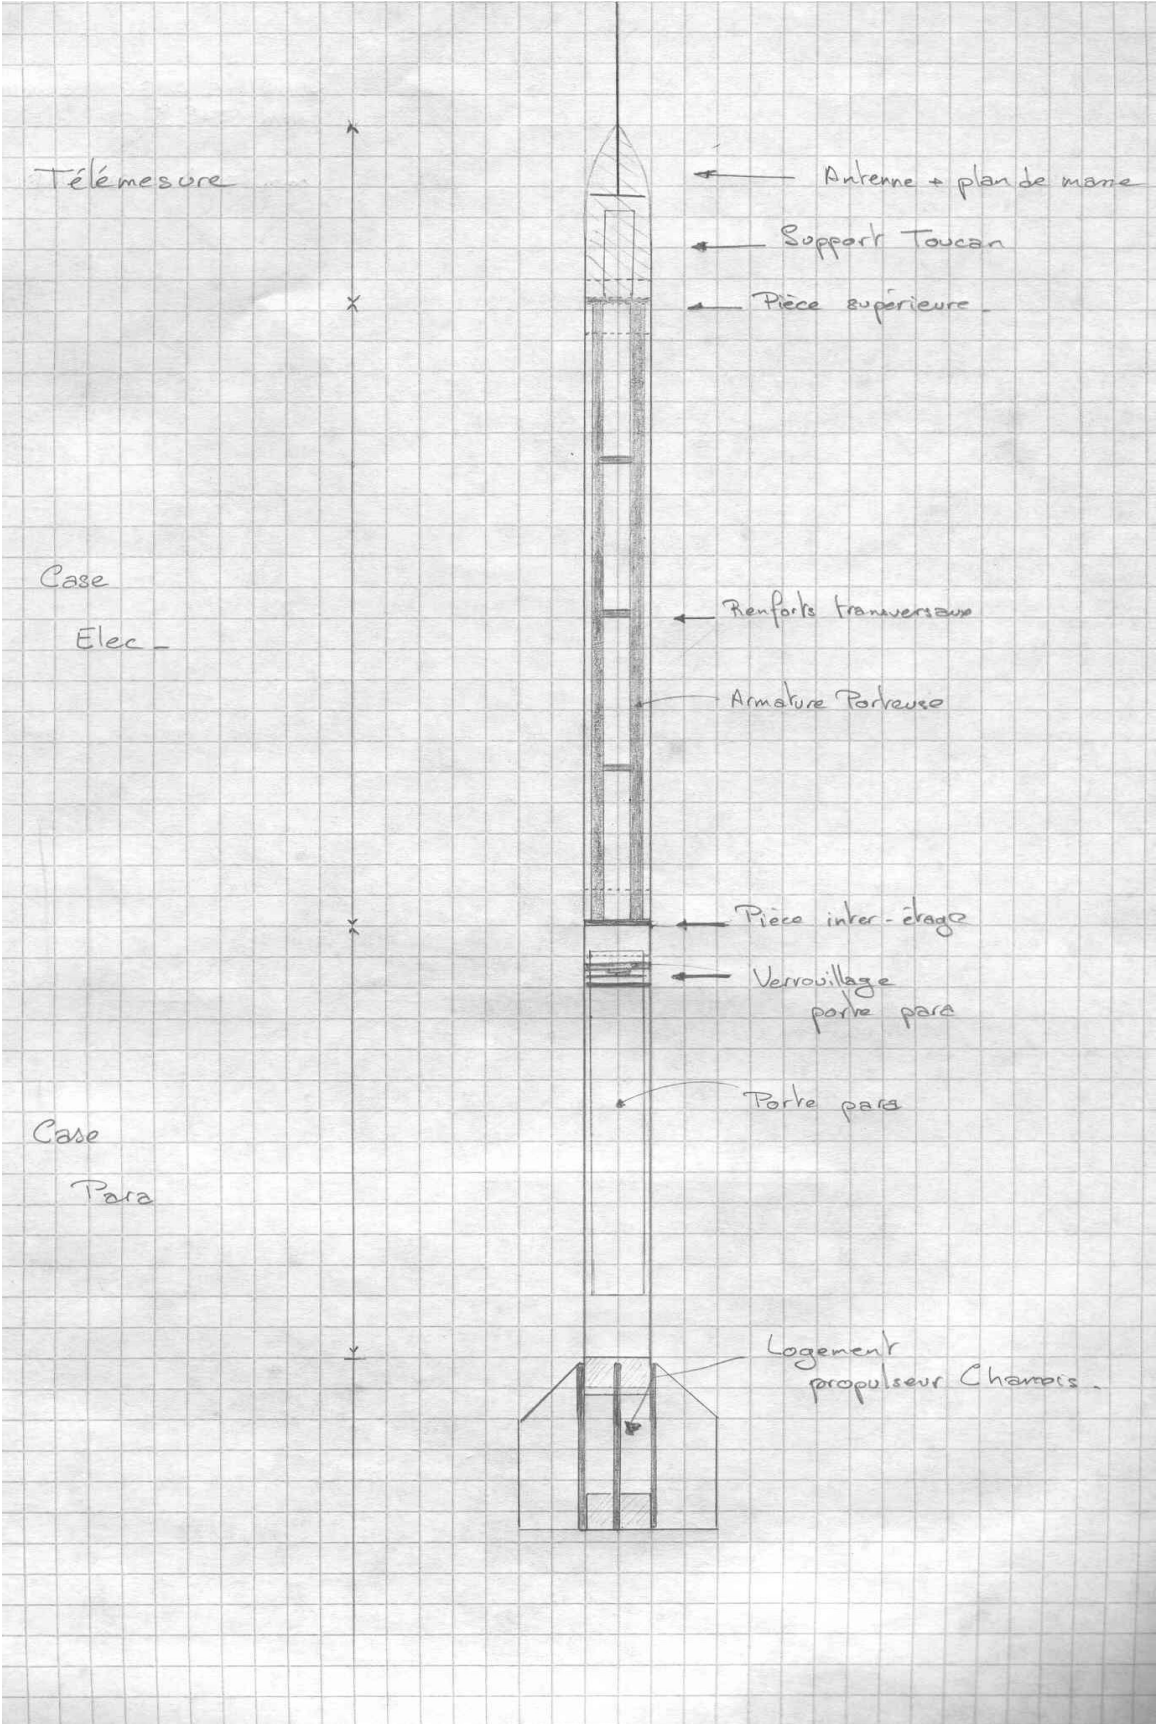 Télémesure
Antenne + plan de masse
Support Toucan
Pièce supérieure.
Case
Elec_
Renforts transversaux
Armature Porteuse
Pièce inter-étage
Verrouillage
porte para
Porte para
Case
Para
Logement
propulseur Chamois.